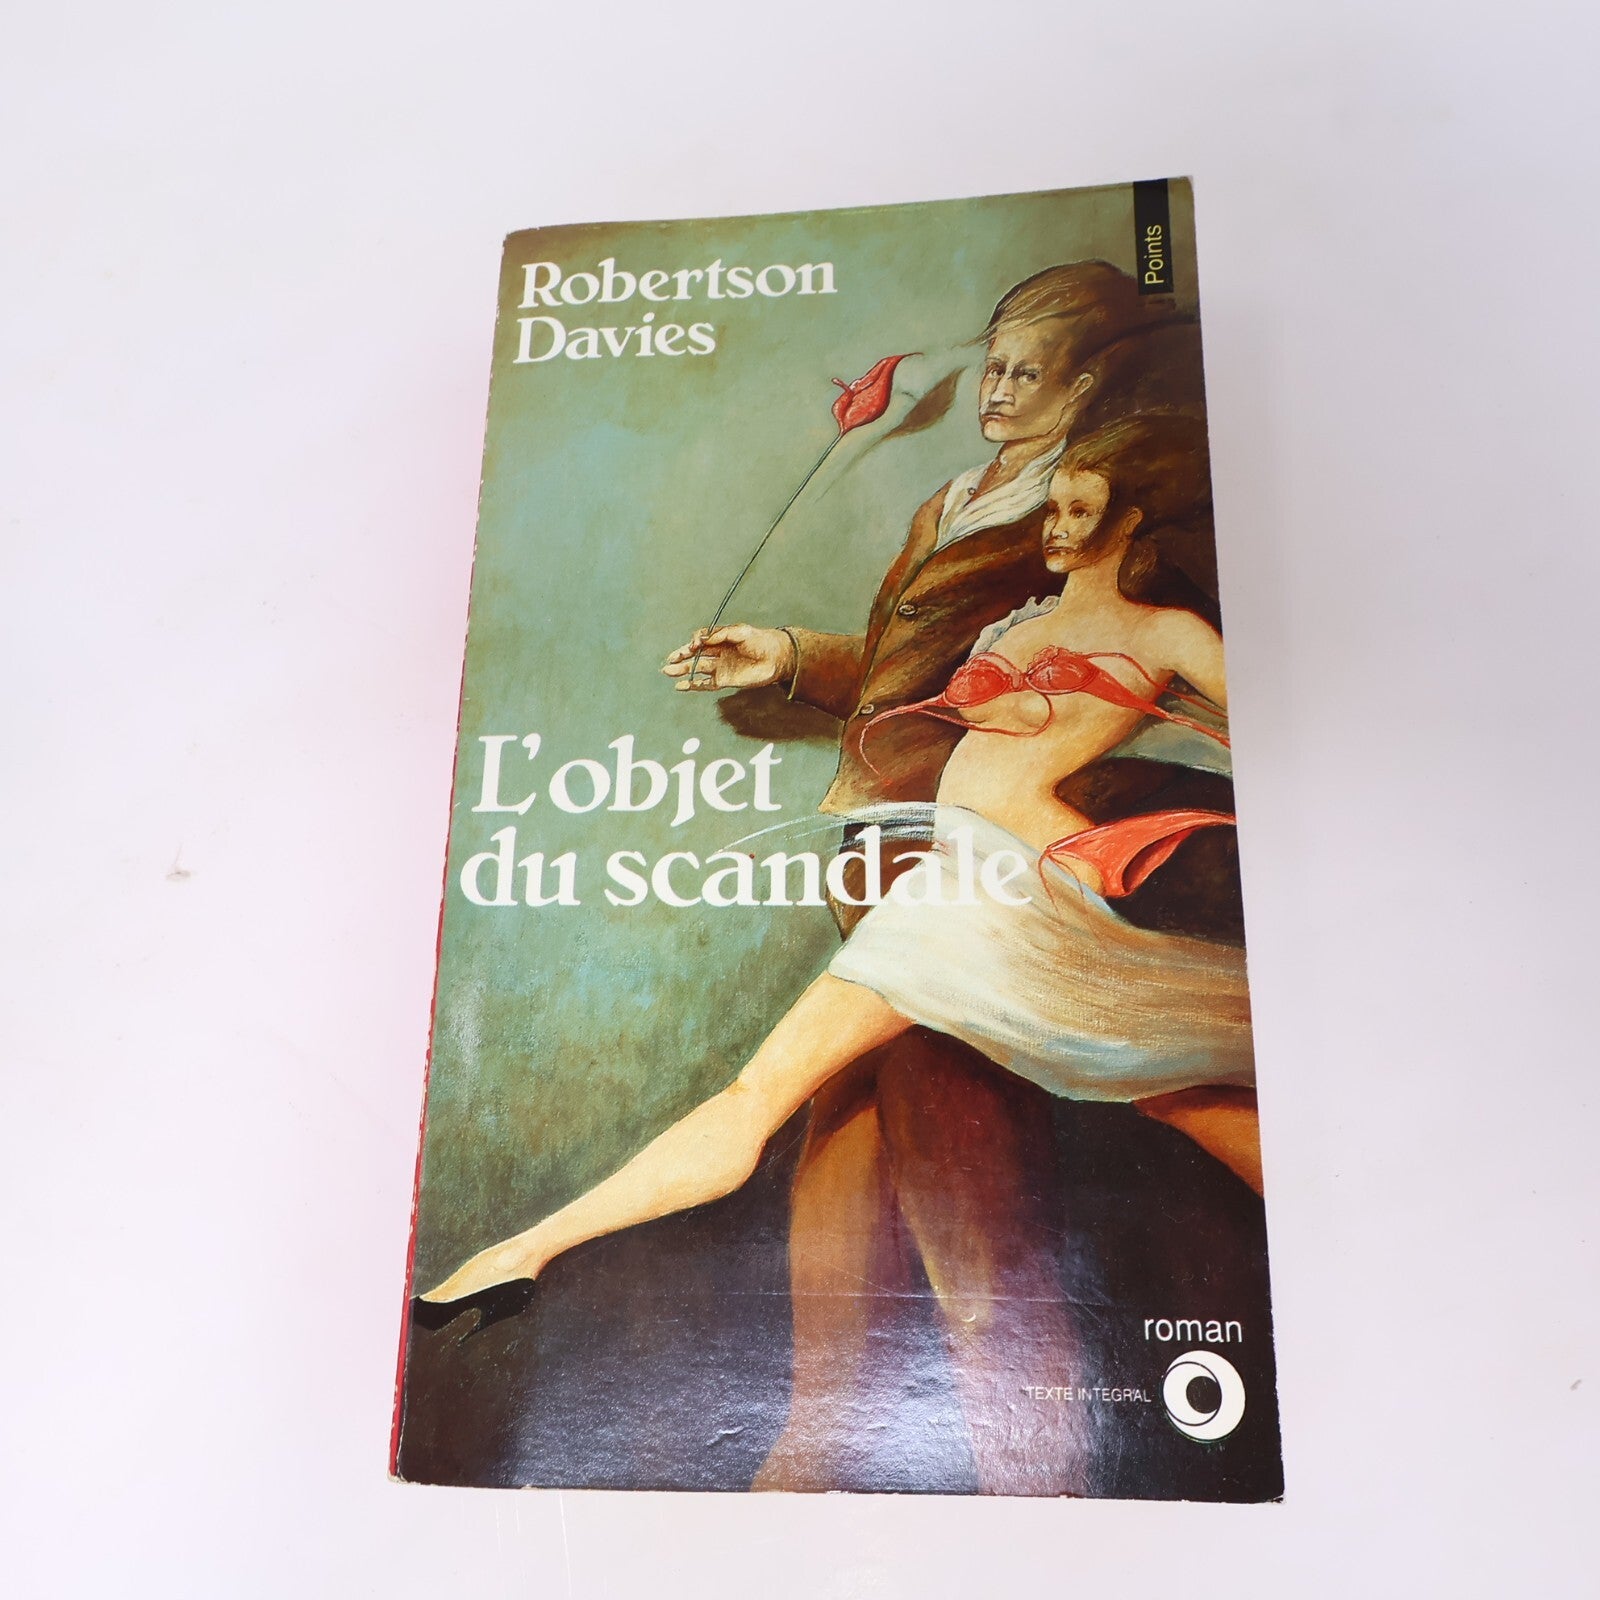 Points
Robertson
Davies
L'objet
du scandale
roman
TEXTE INTEGRAL